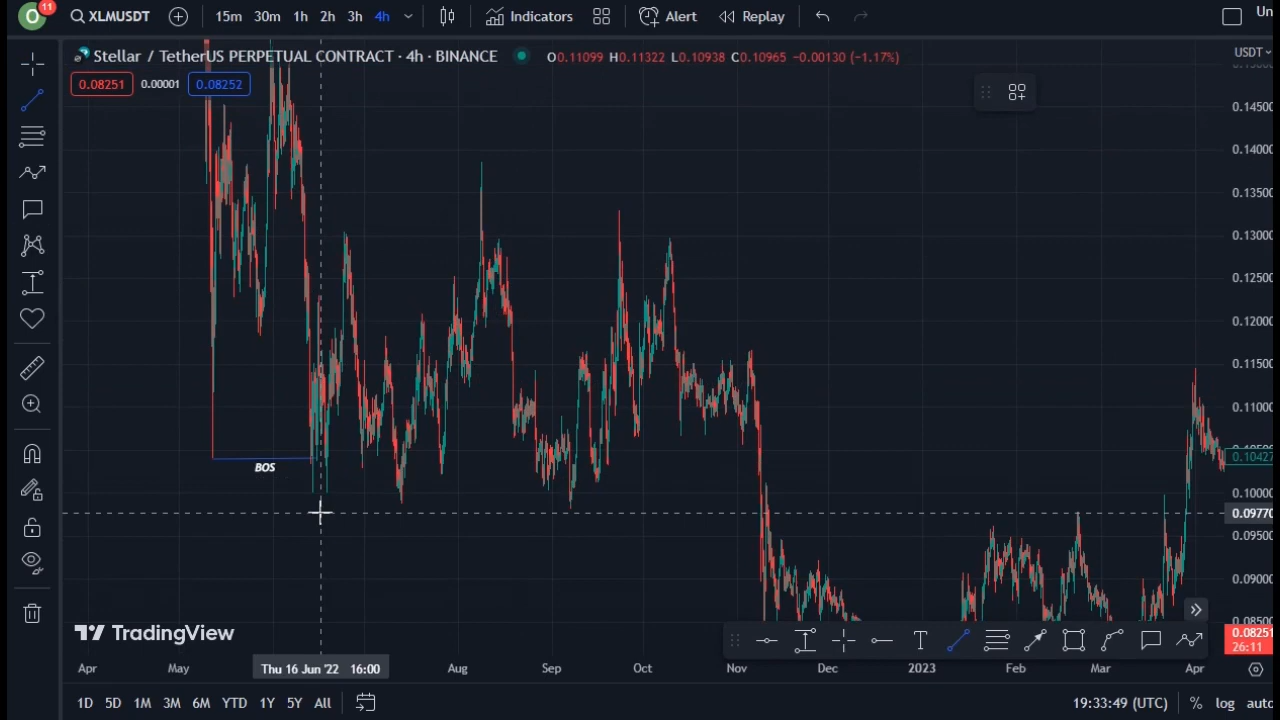 O 11 XLMUSDT 15m 30m 1h 2h 3h 4h Indicators Alert Replay Un
Stellar / TetherUS PERPETUAL CONTRACT · 4h · BINANCE O0.11099 H0.11322 L0.10938 C0.10965 −0.00130 (−1.17%) USDT
0.08251 0.00001 0.08252
0.14500
0.14000
0.13500
0.13000
0.12500
0.12000
0.11500
0.11000
0.10427
BOS
0.10000
0.09770
0.09500
0.09000
0.08500
TradingView T 0.08251
26:11
Apr May Thu 16 Jun '22 16:00 Aug Sep Oct Nov Dec 2023 Feb Mar Apr
1D 5D 1M 3M 6M YTD 1Y 5Y All 19:33:49 (UTC) % log auto